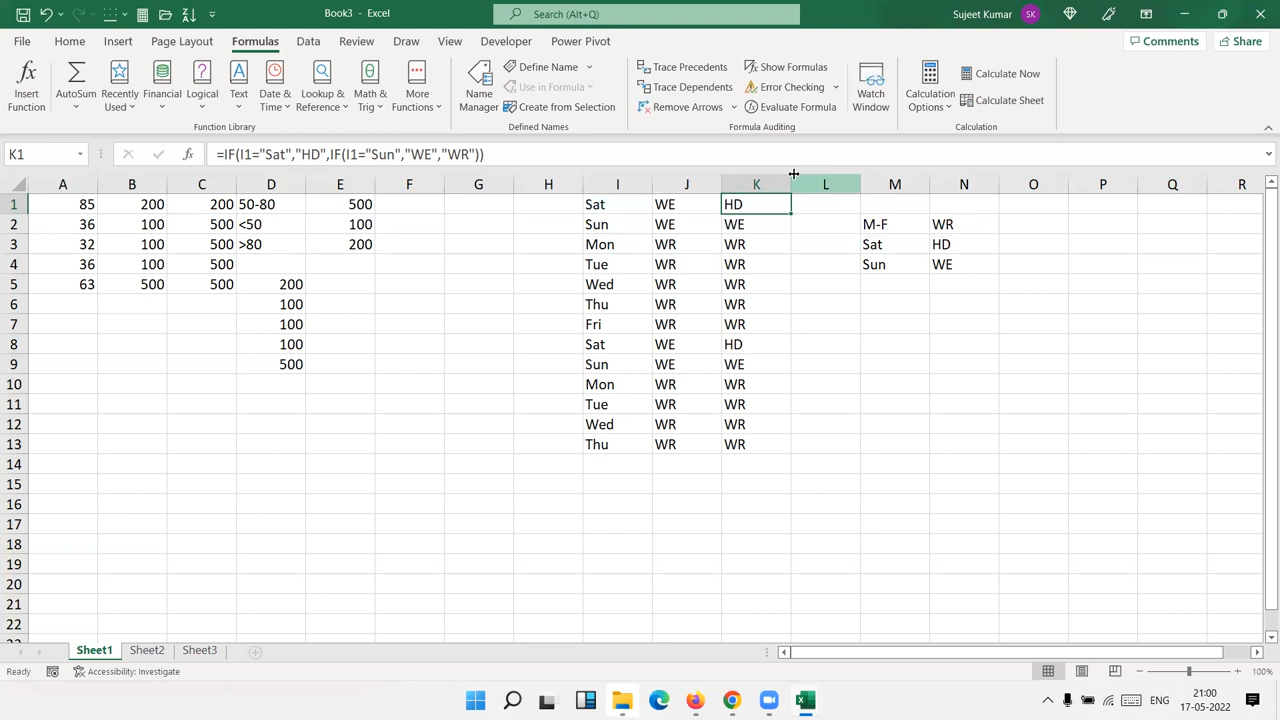 Book3 - Excel
Search (Alt+Q)
Sujeet Kumar SK
File Home Insert Page Layout Formulas Data Review View Draw Developer Power Pivot
Comments Share
Insert Function
AutoSum
Recently Used
Financial
Logical
Text
Date & Time
Lookup & Reference
Math & Trig
More Functions
Function Library
Name Manager
Define Name
Use in Formula
Create from Selection
Defined Names
Trace Precedents
Trace Dependents
Remove Arrows
Show Formulas
Error Checking
Evaluate Formula
Formula Auditing
Watch Window
Calculation Options
Calculate Now
Calculate Sheet
Calculation
K1 fx =IF(I1="Sat","HD",IF(I1="Sun","WE","WR"))
A B C D E F G H I J K L M N O P Q R
1 85 200 200 50-80 500 Sat WE HD
2 36 100 500 <50 100 Sun WE WE M-F WR
3 32 100 500 >80 200 Mon WR WR Sat HD
4 36 100 500 Tue WR WR Sun WE
5 63 500 500 200 Wed WR WR
6 100 Thu WR WR
7 100 Fri WR WR
8 100 Sat WE HD
9 500 Sun WE WE
10 Mon WR WR
11 Tue WR WR
12 Wed WR WR
13 Thu WR WR
14
15
16
17
18
19
20
21
22
Sheet1 Sheet2 Sheet3
Ready Accessibility: Investigate 100%
ENG 21:00
17-05-2022